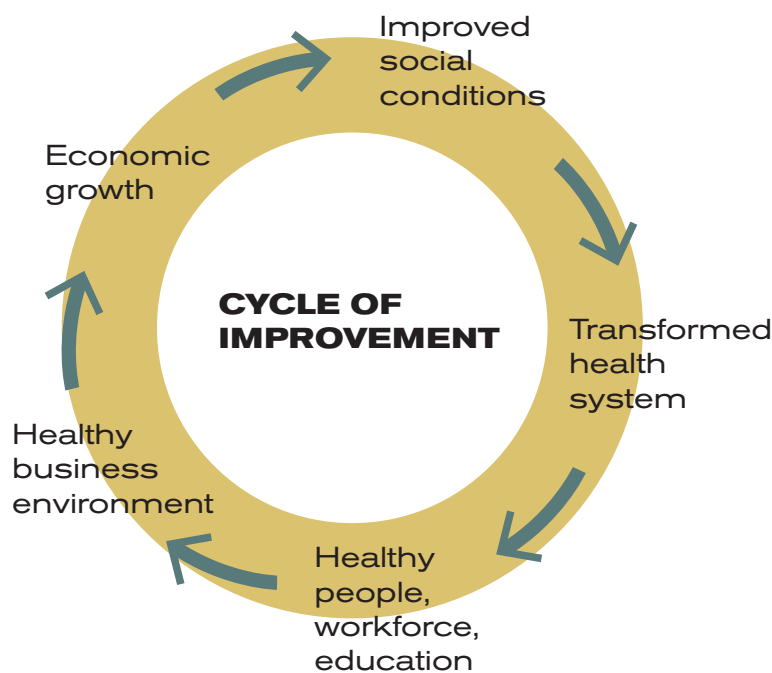 Improved
social
conditions
Transformed
health
system
Healthy
people,
workforce,
education
Healthy
business
environment
Economic
growth
CYCLE OF
IMPROVEMENT